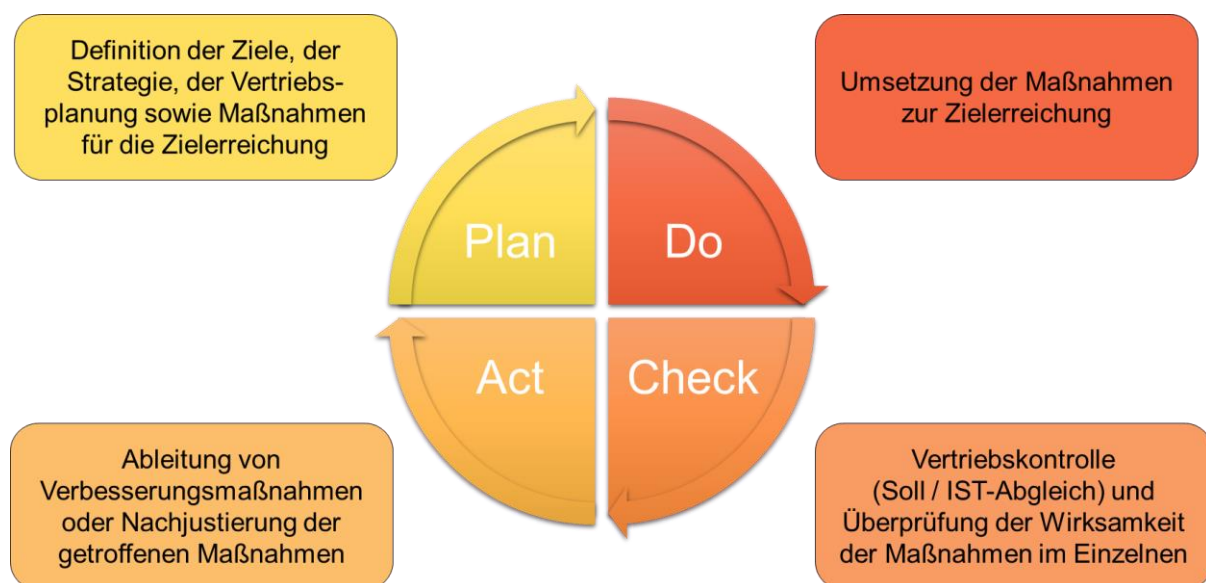 Definition der Ziele, der
Strategie, der Vertriebs-
planung sowie Maßnahmen
für die Zielerreichung
Umsetzung der Maßnahmen
zur Zielerreichung
Plan
Do
Act
Check
Ableitung von
Verbesserungsmaßnahmen
oder Nachjustierung der
getroffenen Maßnahmen
Vertriebskontrolle
(Soll / IST-Abgleich) und
Überprüfung der Wirksamkeit
der Maßnahmen im Einzelnen